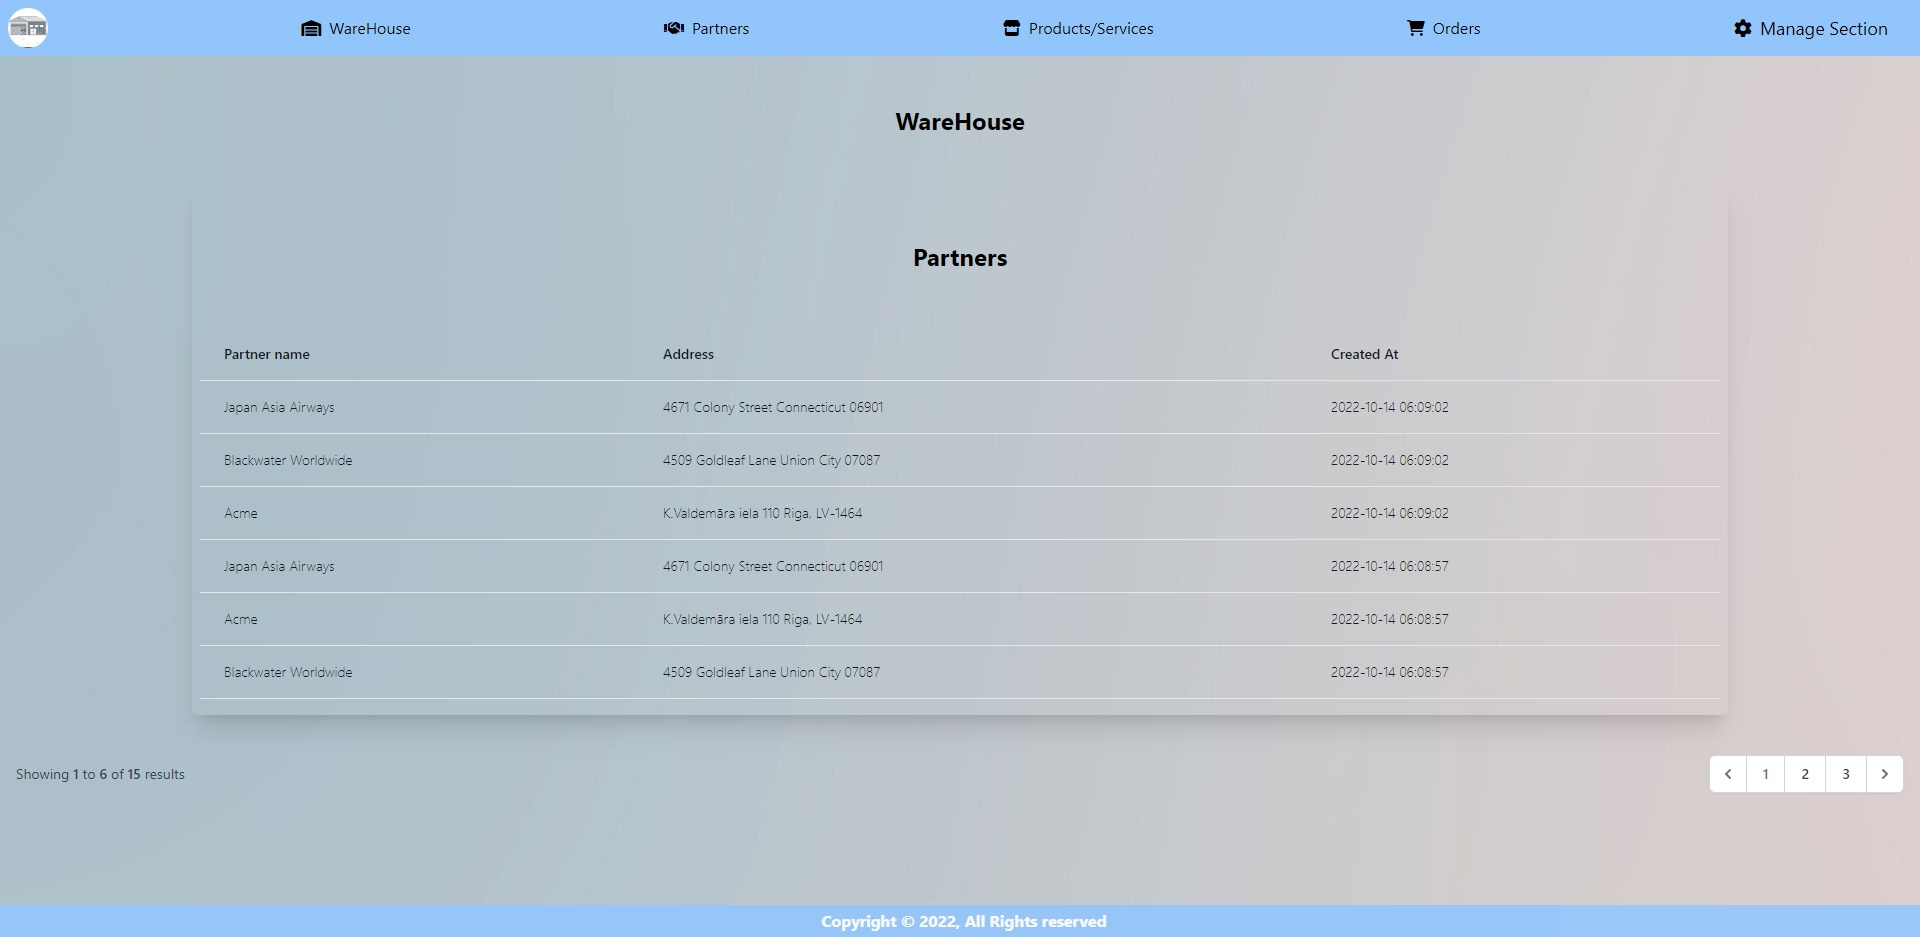 WareHouse Partners Products/Services Orders Manage Section
WareHouse
Partners
Partner name Address Created At
Japan Asia Airways 4671 Colony Street Connecticut 06901 2022-10-14 06:09:02
Blackwater Worldwide 4509 Goldleaf Lane Union City 07087 2022-10-14 06:09:02
Acme K.Valdemāra iela 110 Riga, LV-1464 2022-10-14 06:09:02
Japan Asia Airways 4671 Colony Street Connecticut 06901 2022-10-14 06:08:57
Acme K.Valdemāra iela 110 Riga, LV-1464 2022-10-14 06:08:57
Blackwater Worldwide 4509 Goldleaf Lane Union City 07087 2022-10-14 06:08:57
Showing 1 to 6 of 15 results 1 2 3
Copyright © 2022, All Rights reserved